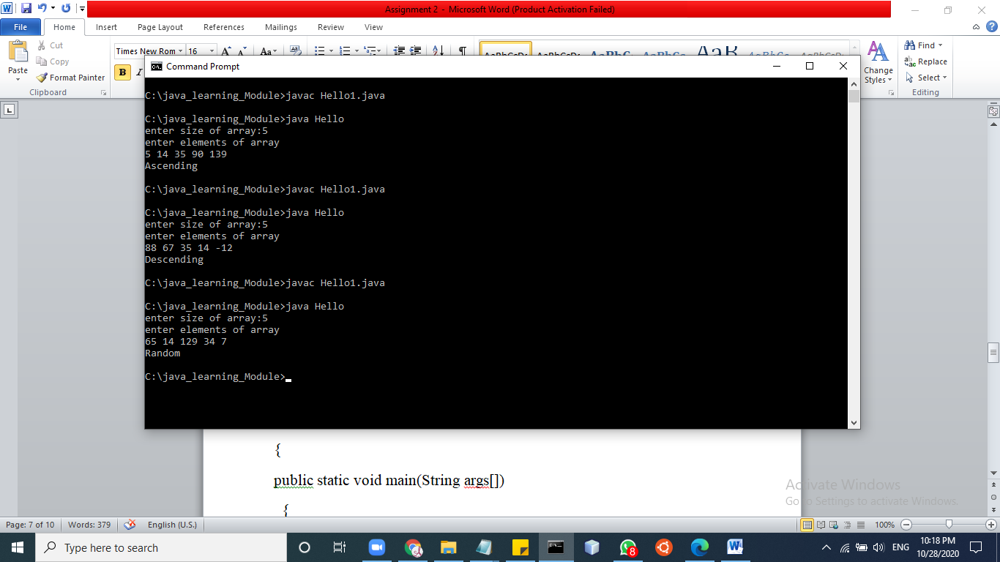 Assignment 2 - Microsoft Word (Product Activation Failed)
File Home Insert Page Layout References Mailings Review View
Cut
Copy
Format Painter
Paste
Clipboard
Times New Rom 16
Aa
B I
Change
Styles
Find
Replace
Select
Editing
Command Prompt
C:\java_learning_Module>javac Hello1.java
C:\java_learning_Module>java Hello
enter size of array:5
enter elements of array
5 14 35 90 139
Ascending
C:\java_learning_Module>javac Hello1.java
C:\java_learning_Module>java Hello
enter size of array:5
enter elements of array
88 67 35 14 -12
Descending
C:\java_learning_Module>javac Hello1.java
C:\java_learning_Module>java Hello
enter size of array:5
enter elements of array
65 14 129 34 7
Random
C:\java_learning_Module>
{
public static void main(String args[])
{
Activate Windows
Go to Settings to activate Windows.
Page: 7 of 10 Words: 379 English (U.S.) 100%
Type here to search
8
ENG
10:18 PM
10/28/2020